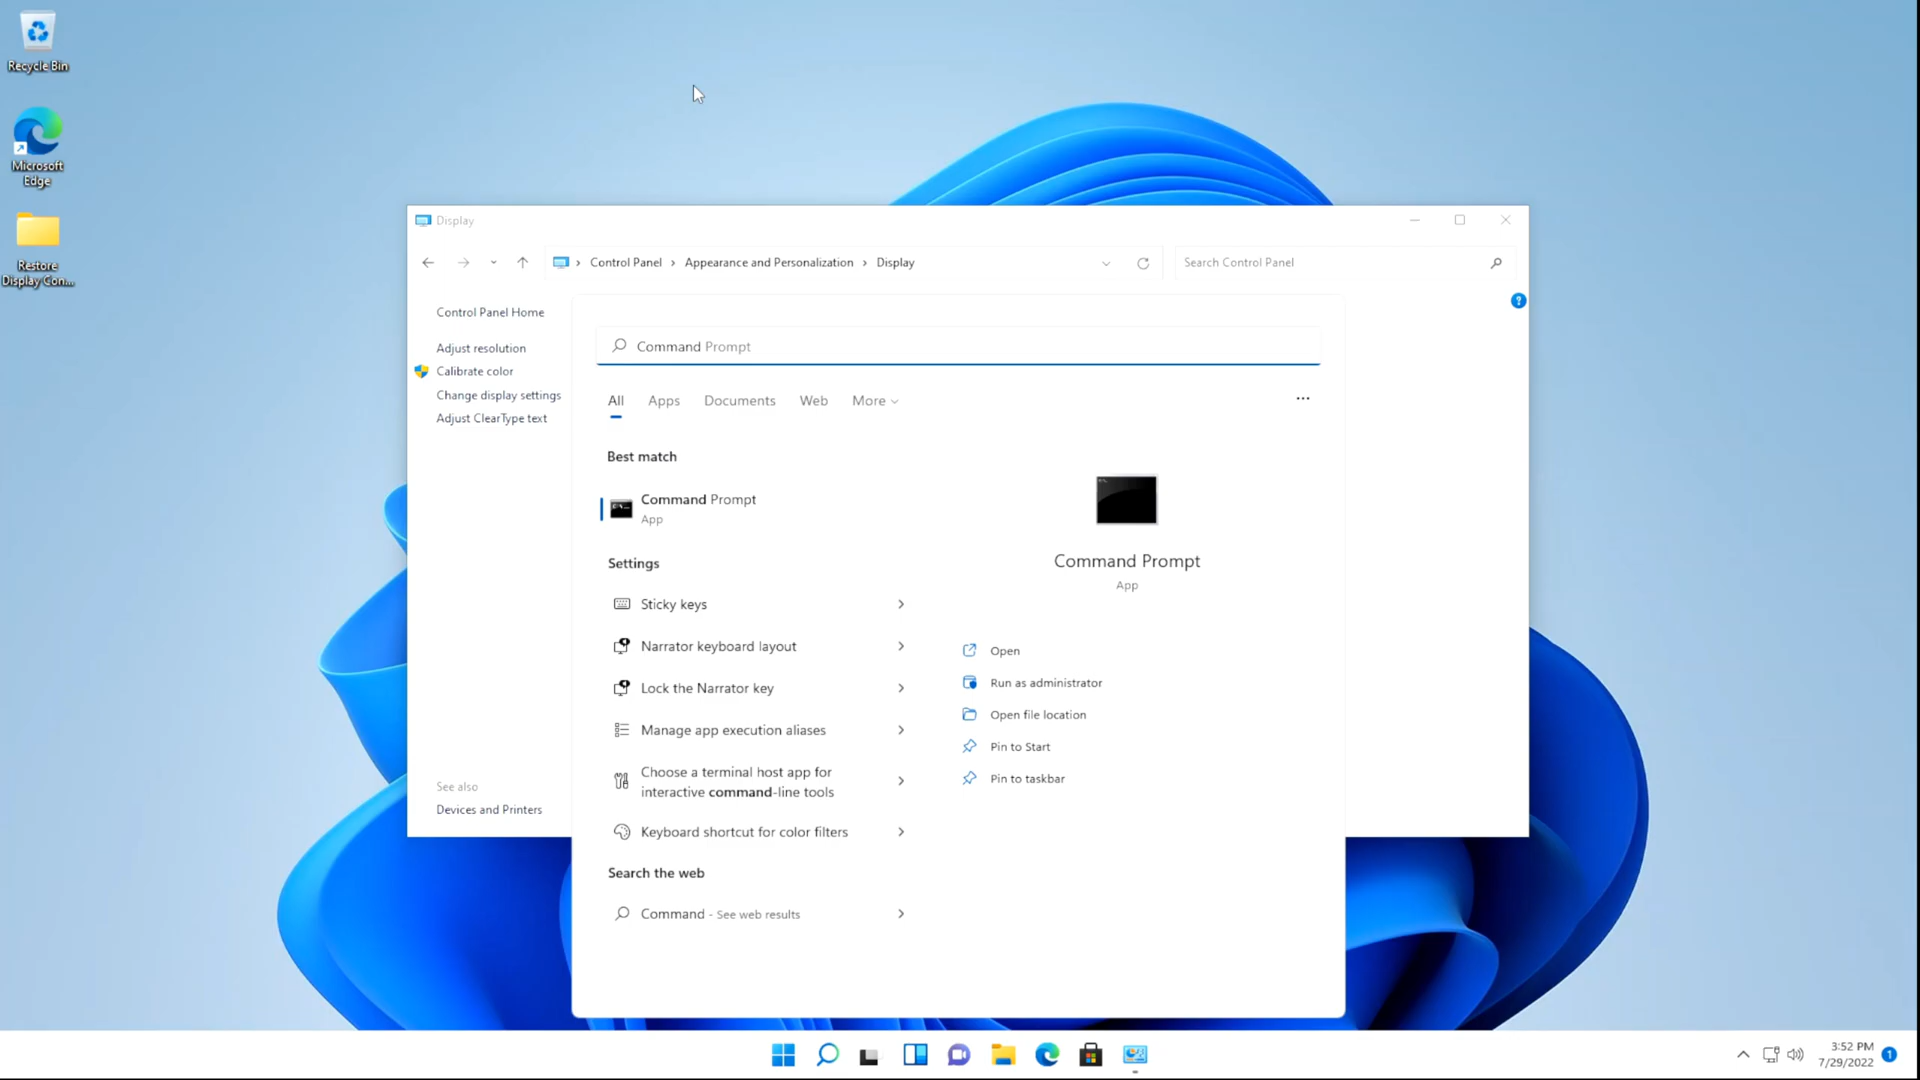 Recycle Bin
Microsoft
Edge
Restore
Display Con...
Display
Control Panel > Appearance and Personalization > Display
Search Control Panel
Control Panel Home
Adjust resolution
Calibrate color
Change display settings
Adjust ClearType text
See also
Devices and Printers
Command Prompt
All Apps Documents Web More
Best match
Command Prompt
App
Settings
Sticky keys
Narrator keyboard layout
Lock the Narrator key
Manage app execution aliases
Choose a terminal host app for
interactive command-line tools
Keyboard shortcut for color filters
Search the web
Command - See web results
Command Prompt
App
Open
Run as administrator
Open file location
Pin to Start
Pin to taskbar
3:52 PM
7/29/2022
1